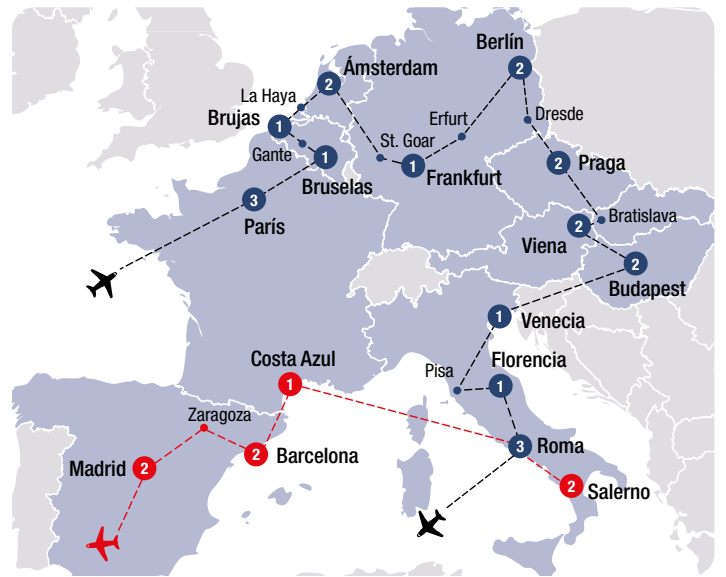 Berlín
2
Ámsterdam
2
La Haya
Brujas
1
Gante
1
Bruselas
St. Goar
Erfurt
1
Frankfurt
Dresde
2
Praga
3
París
Bratislava
2
Viena
2
Budapest
1
Venecia
Florencia
1
Pisa
Costa Azul
1
Zaragoza
Madrid
2
2
Barcelona
3
Roma
2
Salerno